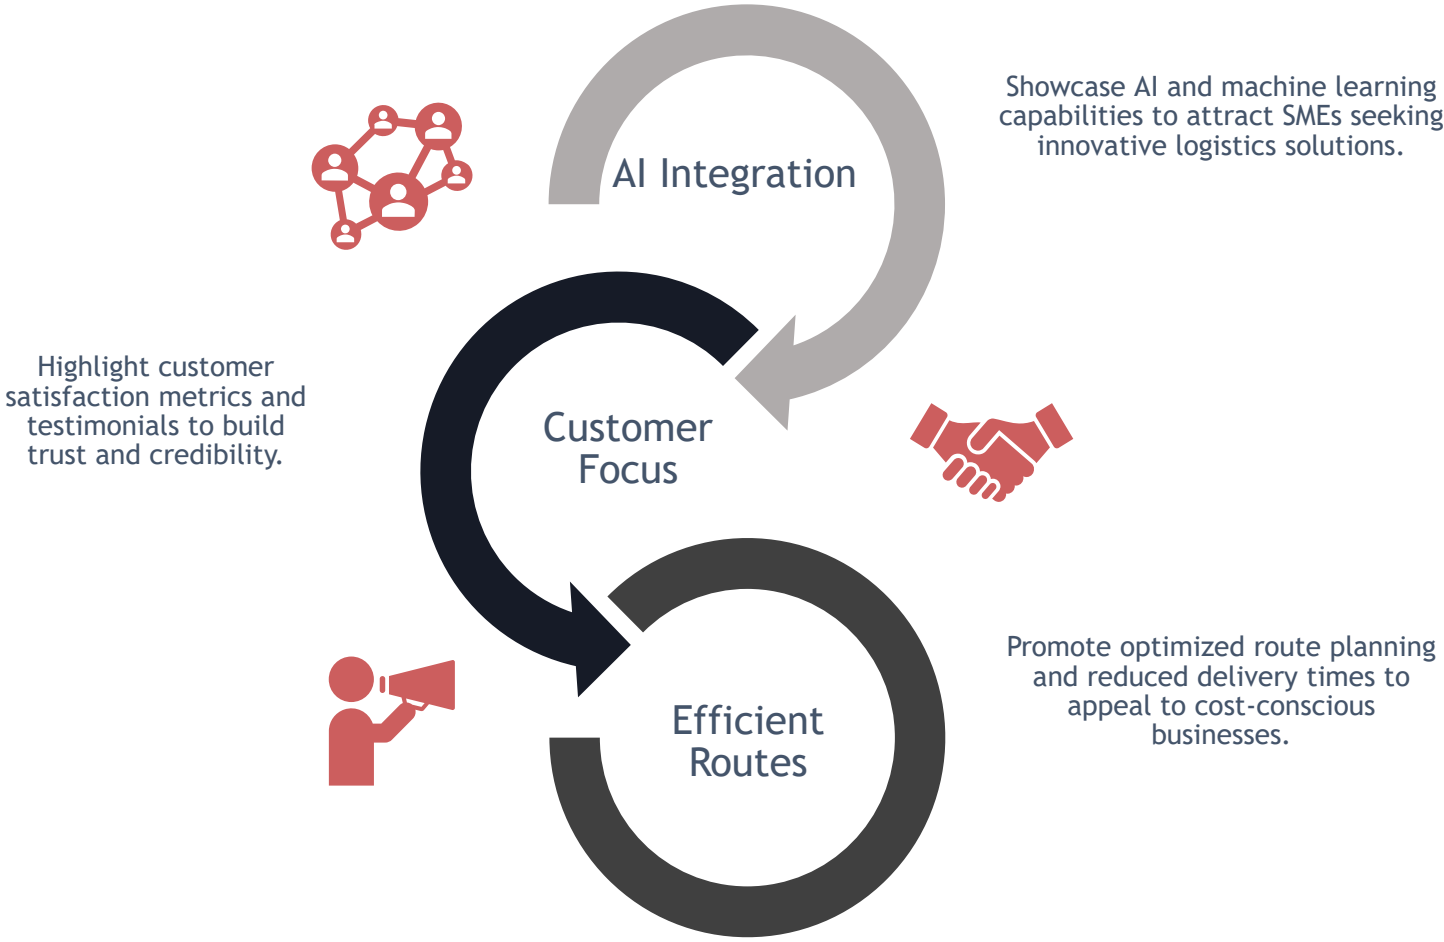 AI Integration
Showcase AI and machine learning
capabilities to attract SMEs seeking
innovative logistics solutions.
Customer
Focus
Highlight customer
satisfaction metrics and
testimonials to build
trust and credibility.
Efficient
Routes
Promote optimized route planning
and reduced delivery times to
appeal to cost-conscious
businesses.